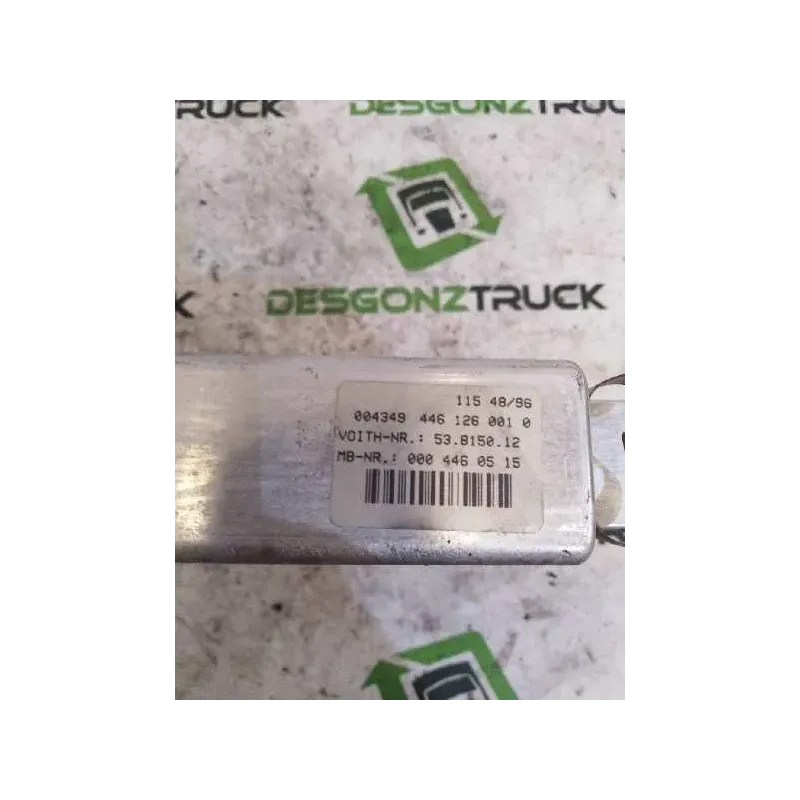 RUCK
DESGONZTRUCK
DESGONZTRUCK
115 48/96
004349 446 126 001 0
VOITH-NR.: 53.8150.12
MB-NR.: 000 446 05 15